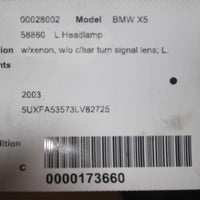 00028002 Model BMW X5
58860 L Headlamp
ion w/xenon, w/o clear turn signal lens; L.
nts
2003
5UXFA53573LV82725
dition
C 0000173660